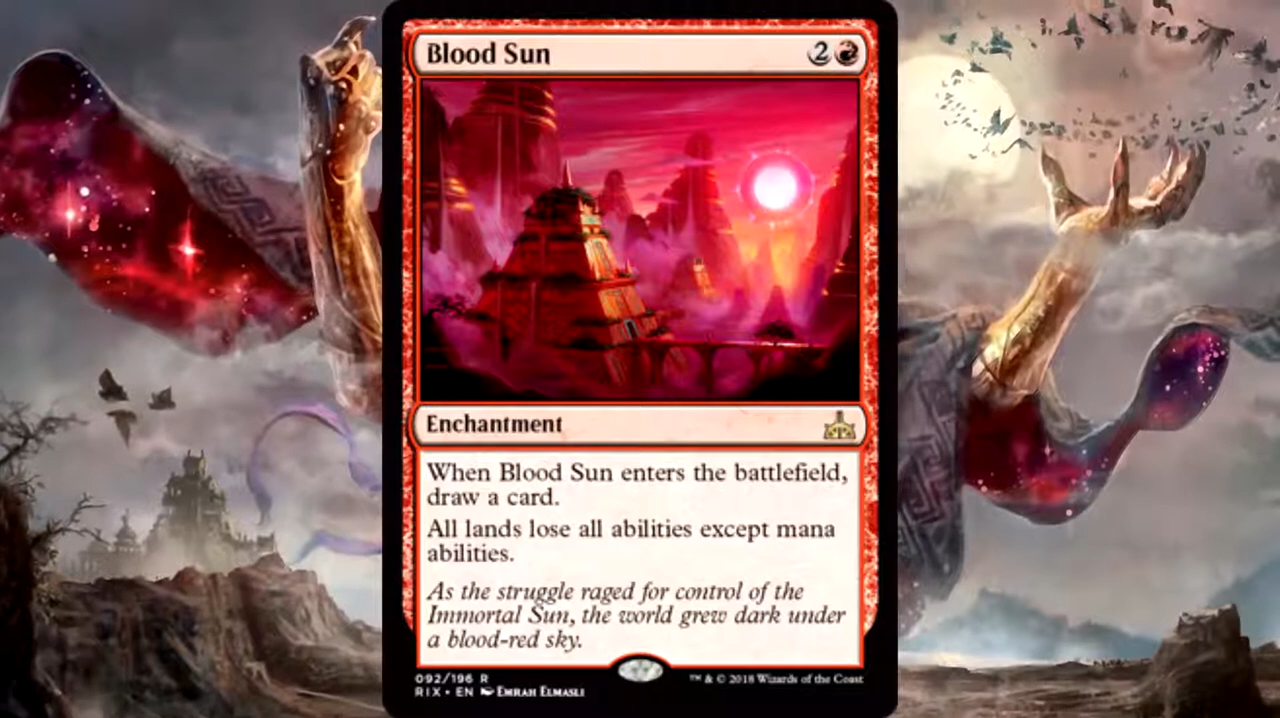 Blood Sun 2
Enchantment
When Blood Sun enters the battlefield,
draw a card.
All lands lose all abilities except mana
abilities.
As the struggle raged for control of the
Immortal Sun, the world grew dark under
a blood-red sky.
092/196 R
RIX • EN EMRAH ELMASLI
™ & © 2018 Wizards of the Coast